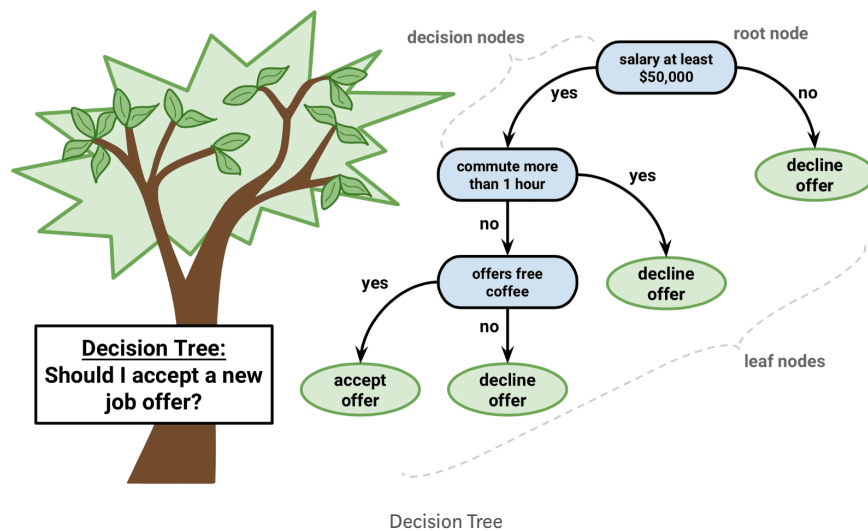 decision nodes
root node
salary at least
$50,000
yes
no
commute more
than 1 hour
yes
decline
offer
no
offers free
coffee
decline
offer
yes
no
Decision Tree:
Should I accept a new
job offer?
accept
offer
decline
offer
leaf nodes
Decision Tree